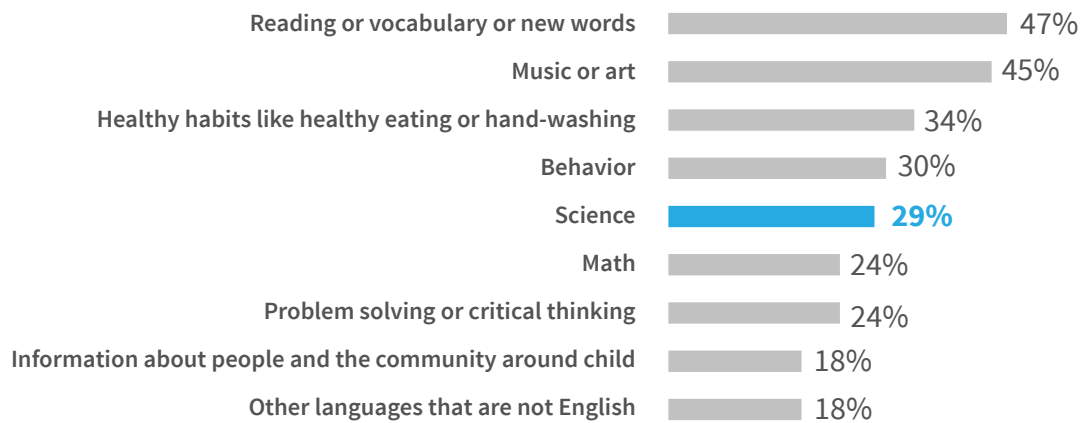 Reading or vocabulary or new words 47%
Music or art 45%
Healthy habits like healthy eating or hand-washing 34%
Behavior 30%
Science 29%
Math 24%
Problem solving or critical thinking 24%
Information about people and the community around child 18%
Other languages that are not English 18%